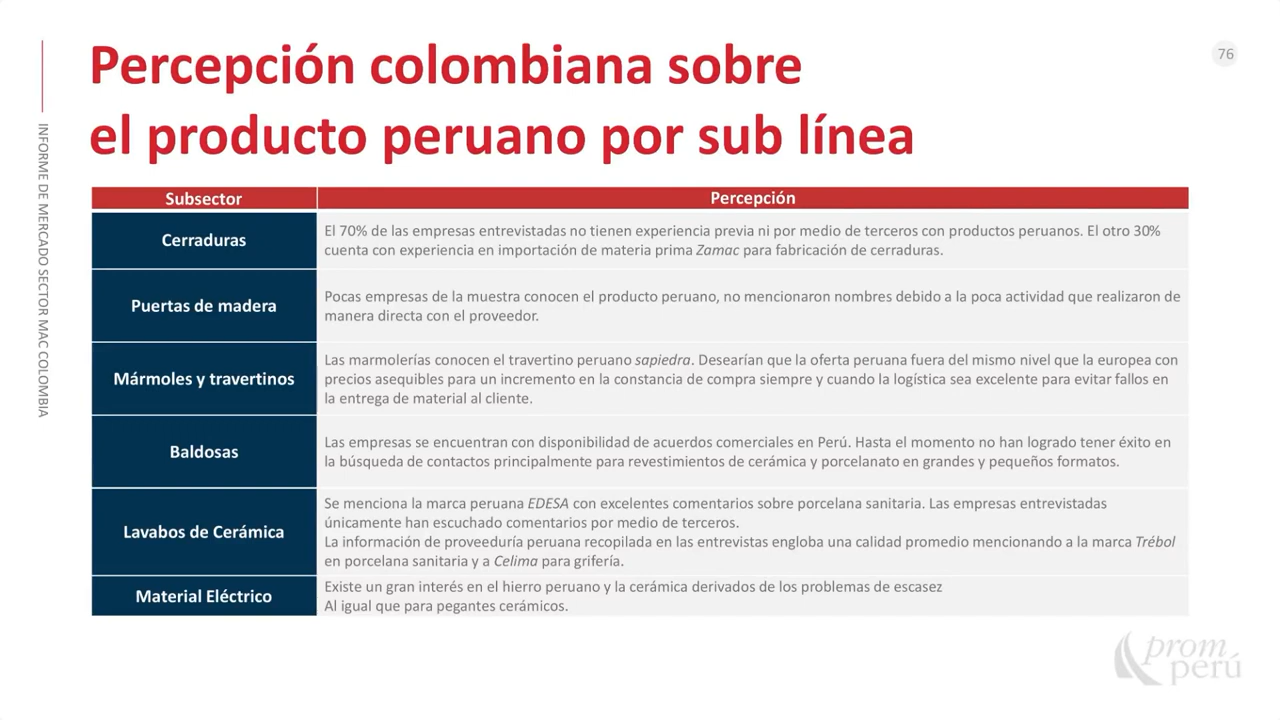 Percepción colombiana sobre
el producto peruano por sub línea
76
INFORME DE MERCADO SECTOR MAC COLOMBIA
Subsector
Percepción
Cerraduras
El 70% de las empresas entrevistadas no tienen experiencia previa ni por medio de terceros con productos peruanos. El otro 30%
cuenta con experiencia en importación de materia prima Zamac para fabricación de cerraduras.
Puertas de madera
Pocas empresas de la muestra conocen el producto peruano, no mencionaron nombres debido a la poca actividad que realizaron de
manera directa con el proveedor.
Mármoles y travertinos
Las marmolerías conocen el travertino peruano sapiedra. Desearían que la oferta peruana fuera del mismo nivel que la europea con
precios asequibles para un incremento en la constancia de compra siempre y cuando la logística sea excelente para evitar fallos en
la entrega de material al cliente.
Baldosas
Las empresas se encuentran con disponibilidad de acuerdos comerciales en Perú. Hasta el momento no han logrado tener éxito en
la búsqueda de contactos principalmente para revestimientos de cerámica y porcelanato en grandes y pequeños formatos.
Lavabos de Cerámica
Se menciona la marca peruana EDESA con excelentes comentarios sobre porcelana sanitaria. Las empresas entrevistadas
únicamente han escuchado comentarios por medio de terceros.
La información de proveeduría peruana recopilada en las entrevistas engloba una calidad promedio mencionando a la marca Trébol
en porcelana sanitaria y a Celima para grifería.
Material Eléctrico
Existe un gran interés en el hierro peruano y la cerámica derivados de los problemas de escasez
Al igual que para pegantes cerámicos.
prom
perú